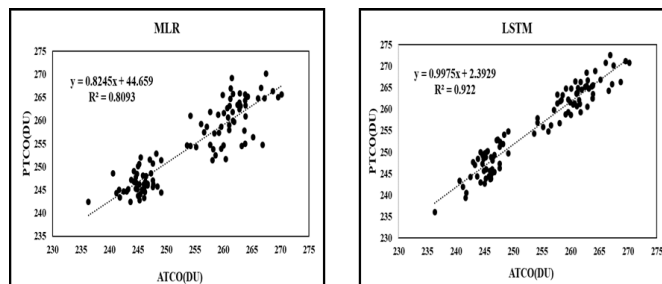 MLR
275
270
265
260
255
250
245
240
235
y = 0.8245x + 44.659
R² = 0.8093
PTCO(DU)
230 235 240 245 250 255 260 265 270 275
ATCO(DU)
LSTM
275
270
265
260
255
250
245
240
235
230
y = 0.9975x + 2.3929
R² = 0.922
PTCO(DU)
230 235 240 245 250 255 260 265 270 275
ATCO(DU)